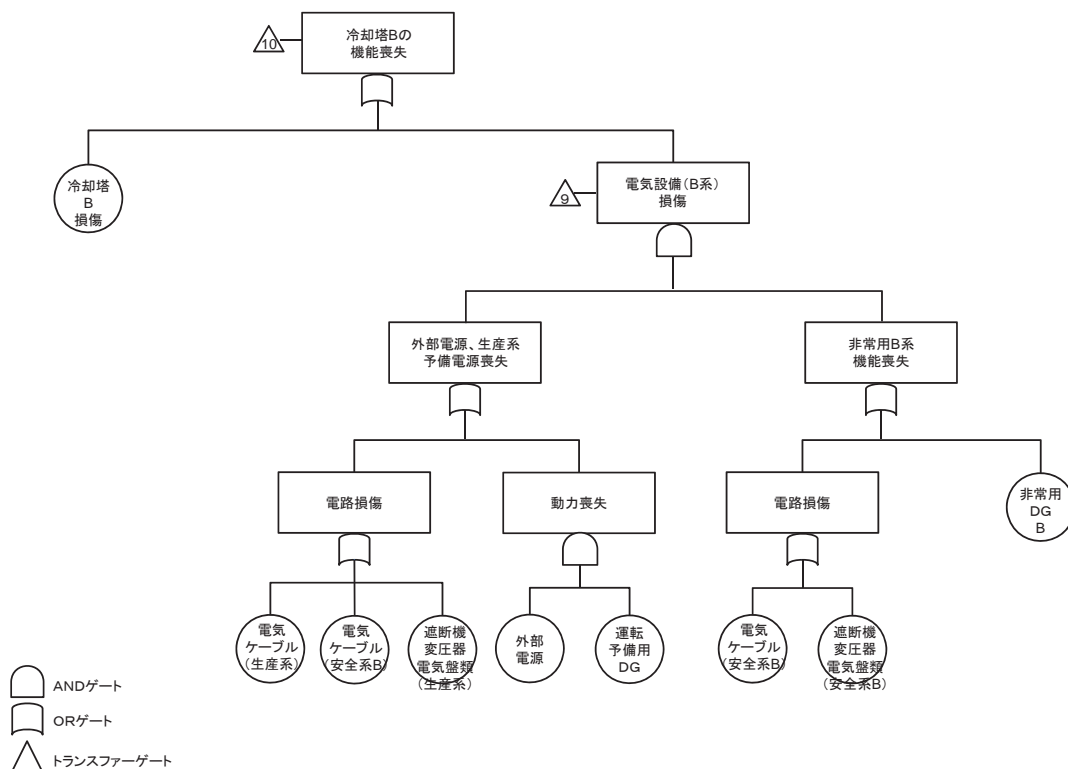 10
冷却塔Bの
機能喪失
冷却塔
B
損傷
9
電気設備(B系)
損傷
外部電源、生産系
予備電源喪失
非常用B系
機能喪失
電路損傷
動力喪失
電路損傷
非常用
DG
B
電気
ケーブル
(生産系)
電気
ケーブル
(安全系B)
遮断機
変圧器
電気盤類
(生産系)
外部
電源
運転
予備用
DG
電気
ケーブル
(安全系B)
遮断機
変圧器
電気盤類
(安全系B)
ANDゲート
ORゲート
トランスファーゲート